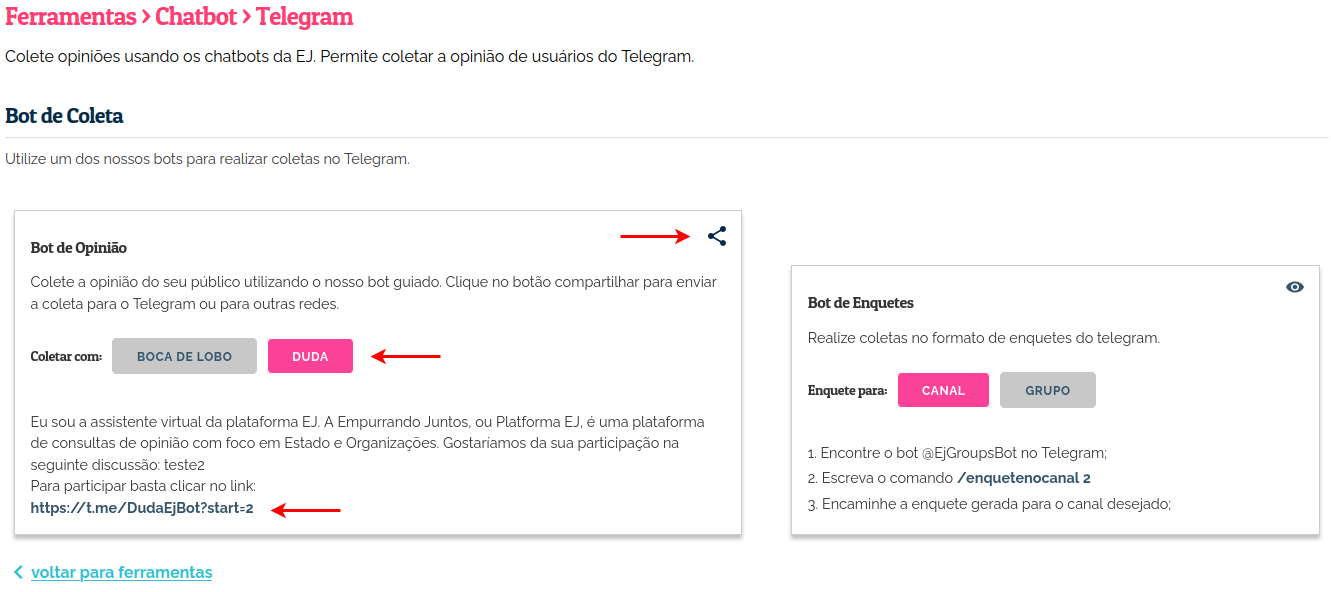 Ferramentas > Chatbot > Telegram
Colete opiniões usando os chatbots da EJ. Permite coletar a opinião de usuários do Telegram.
Bot de Coleta
Utilize um dos nossos bots para realizar coletas no Telegram.
Bot de Opinião
Colete a opinião do seu público utilizando o nosso bot guiado. Clique no botão compartilhar para enviar
a coleta para o Telegram ou para outras redes.
Coletar com: BOCA DE LOBO DUDA
Eu sou a assistente virtual da plataforma EJ. A Empurrando Juntos, ou Platforma EJ, é uma plataforma
de consultas de opinião com foco em Estado e Organizações. Gostaríamos da sua participação na
seguinte discussão: teste2
Para participar basta clicar no link:
https://t.me/DudaEjBot?start=2
Bot de Enquetes
Realize coletas no formato de enquetes do telegram.
Enquete para: CANAL GRUPO
1. Encontre o bot @EjGroupsBot no Telegram;
2. Escreva o comando /enquetenocanal 2
3. Encaminhe a enquete gerada para o canal desejado;
voltar para ferramentas